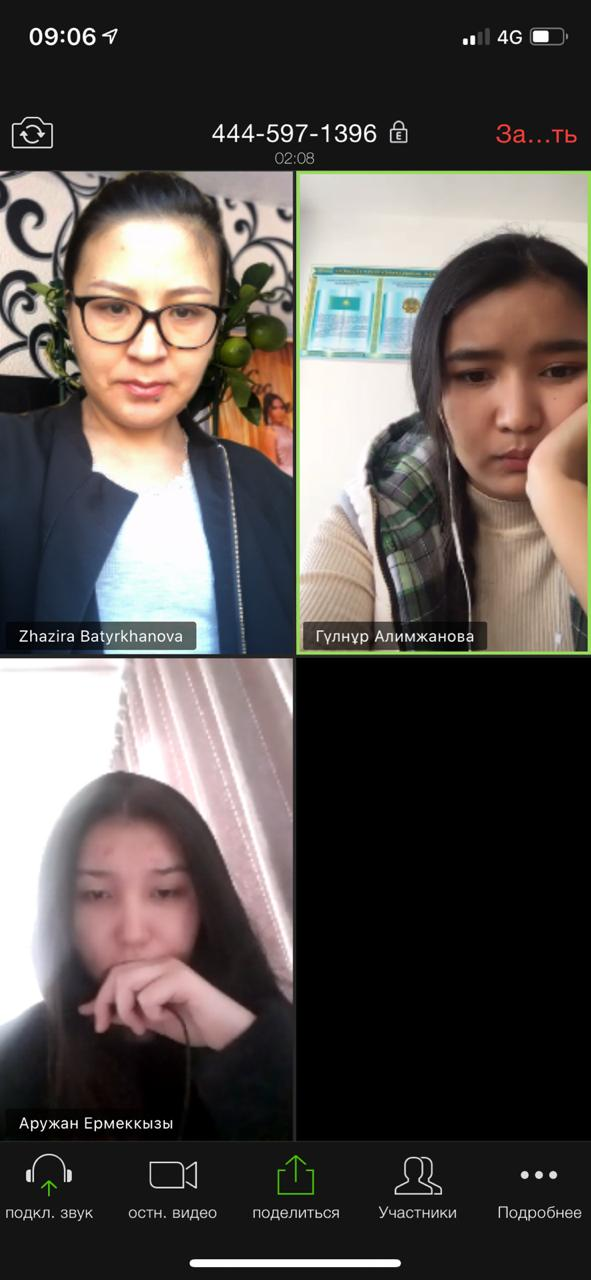 09:06
4G
444-597-1396
E
За...ть
02:08
Zhazira Batyrkhanova
Гүлнұр Алимжанова
Аружан Ермеккызы
подкл. звук
остн. видео
поделиться
Участники
Подробнее